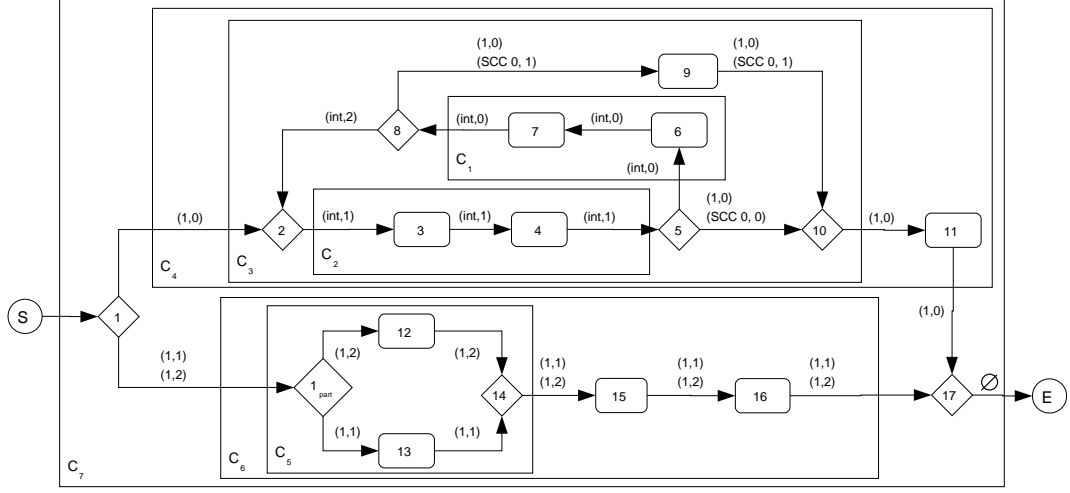 (1,0)
(SCC 0, 1)
9
(1,0)
(SCC 0, 1)
(int,2)
8
(int,0)
7
(int,0)
6
C1
(int,0)
(1,0)
2
(int,1)
3
(int,1)
4
(int,1)
5
(1,0)
(SCC 0, 0)
10
(1,0)
11
C4
C3
C2
S
1
(1,0)
(1,1)
(1,2)
(1,2)
12
(1,2)
1part
14
(1,1)
(1,2)
15
(1,1)
(1,2)
16
(1,1)
(1,2)
17
∅
E
(1,1)
13
(1,1)
C7
C6
C5